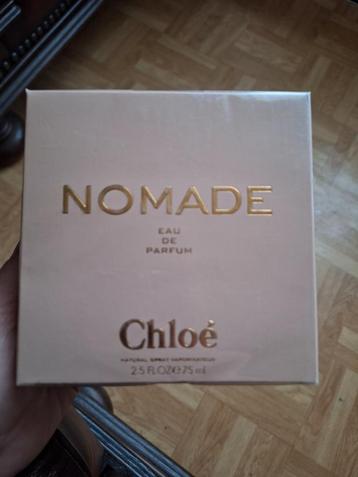 NOMADE
EAU
DE
PARFUM
Chloé
NATURAL SPRAY VAPORISATEUR
2.5 FL.OZ℮75 ml